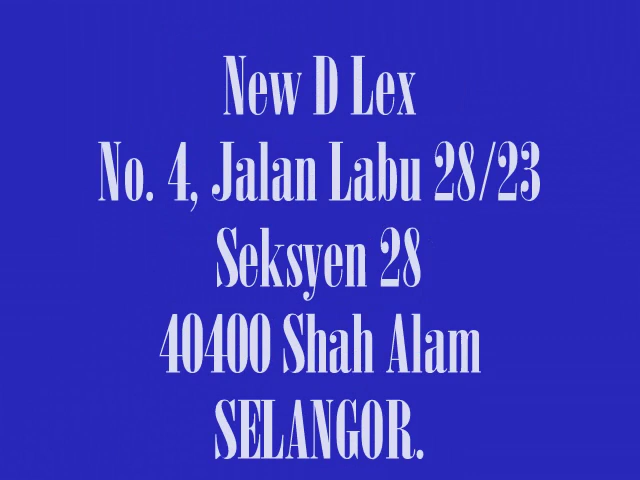 New D Lex
No. 4, Jalan Labu 28/23
Seksyen 28
40400 Shah Alam
SELANGOR.